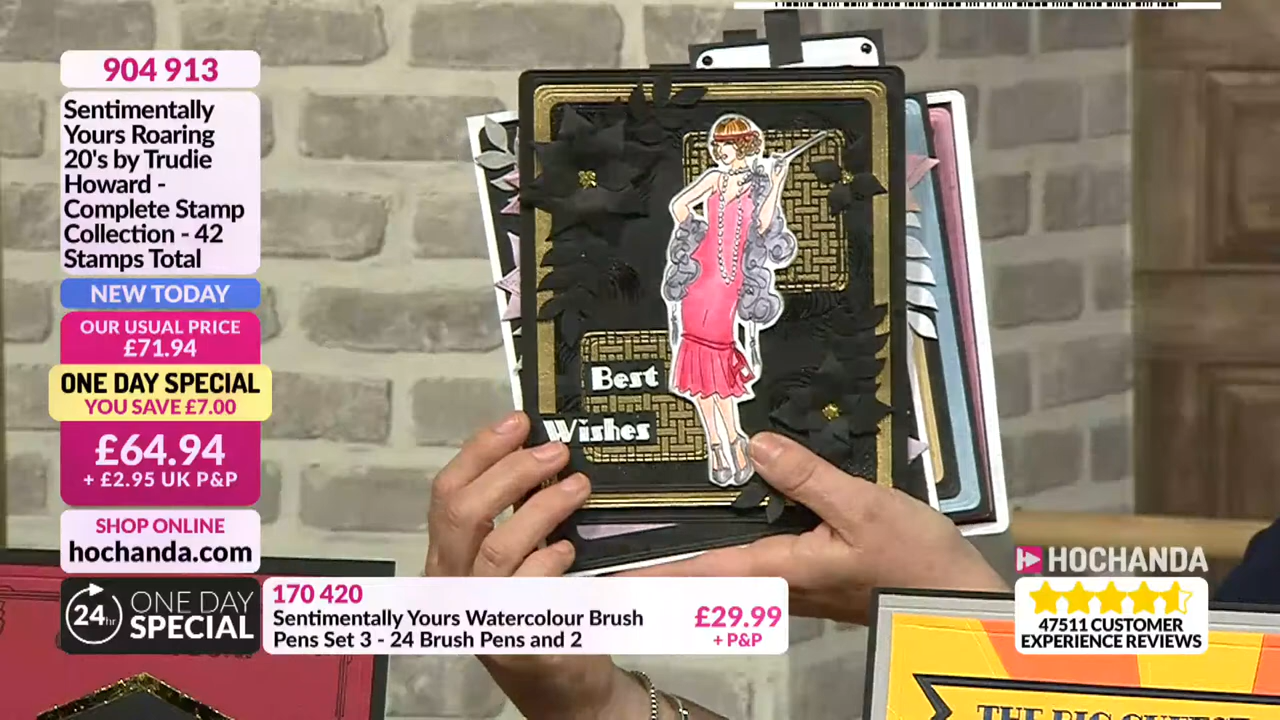 904 913
Sentimentally
Yours Roaring
20's by Trudie
Howard -
Complete Stamp
Collection - 42
Stamps Total
NEW TODAY
OUR USUAL PRICE
£71.94
ONE DAY SPECIAL
YOU SAVE £7.00
£64.94
+ £2.95 UK P&P
SHOP ONLINE
hochanda.com
24hr
ONE DAY
SPECIAL
170 420
Sentimentally Yours Watercolour Brush
Pens Set 3 - 24 Brush Pens and 2
£29.99
+ P&P
Best
Wishes
HOCHANDA
47511 CUSTOMER
EXPERIENCE REVIEWS
THE BIG